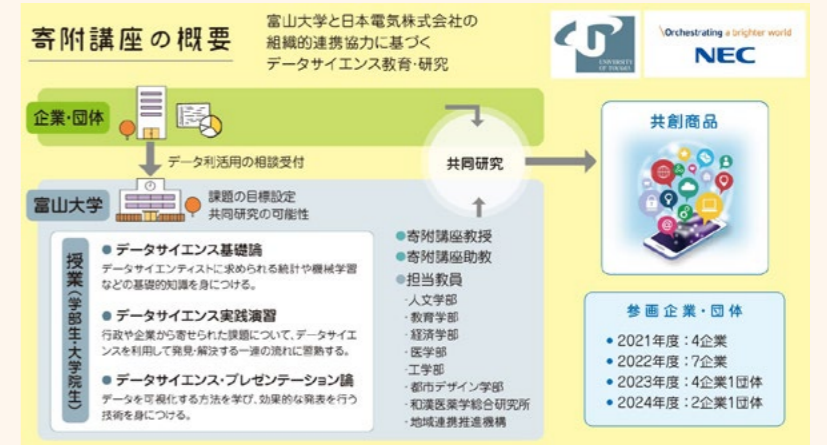 寄附講座の概要
富山大学と日本電気株式会社の
組織的連携協力に基づく
データサイエンス教育・研究
UNIVERSITY
OF TOYAMA
\Orchestrating a brighter world
NEC
企業・団体
データ利活用の相談受付
富山大学
課題の目標設定
共同研究の可能性
授業（学部生・大学院生）
● データサイエンス基礎論
データサイエンティストに求められる統計や機械学習
などの基礎的知識を身につける。
● データサイエンス実践演習
行政や企業から寄せられた課題について、データサイエ
ンスを利用して発見・解決する一連の流れに習熟する。
● データサイエンス・プレゼンテーション論
データを可視化する方法を学び、効果的な発表を行う
技術を身につける。
共同研究
●寄附講座教授
●寄附講座助教
●担当教員
・人文学部
・教育学部
・経済学部
・医学部
・工学部
・都市デザイン学部
・和漢医薬学総合研究所
・地域連携推進機構
共創商品
参画企業・団体
• 2021年度：4企業
• 2022年度：7企業
• 2023年度：4企業1団体
• 2024年度：2企業1団体